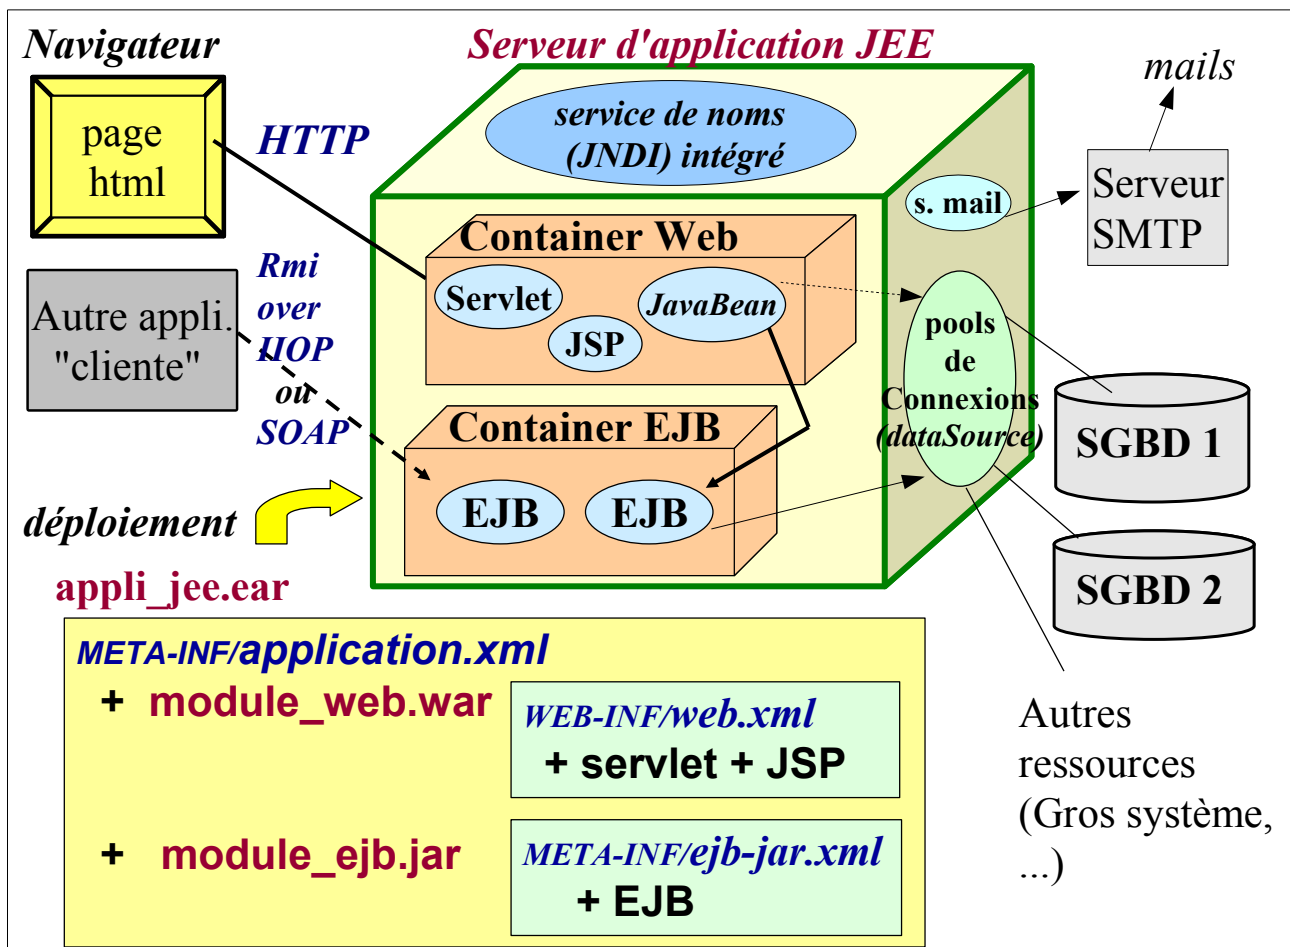 Navigateur
Serveur d'application JEE
mails
page
html
HTTP
service de noms
(JNDI) intégré
s. mail
Serveur
SMTP
Container Web
Servlet
JSP
JavaBean
Rmi
over
IIOP
ou
SOAP
Autre appli.
"cliente"
pools
de
Connexions
(dataSource)
SGBD 1
Container EJB
EJB
EJB
SGBD 2
déploiement
appli_jee.ear
META-INF/application.xml
+ module_web.war
WEB-INF/web.xml
+ servlet + JSP
+ module_ejb.jar
META-INF/ejb-jar.xml
+ EJB
Autres
ressources
(Gros système,
...)